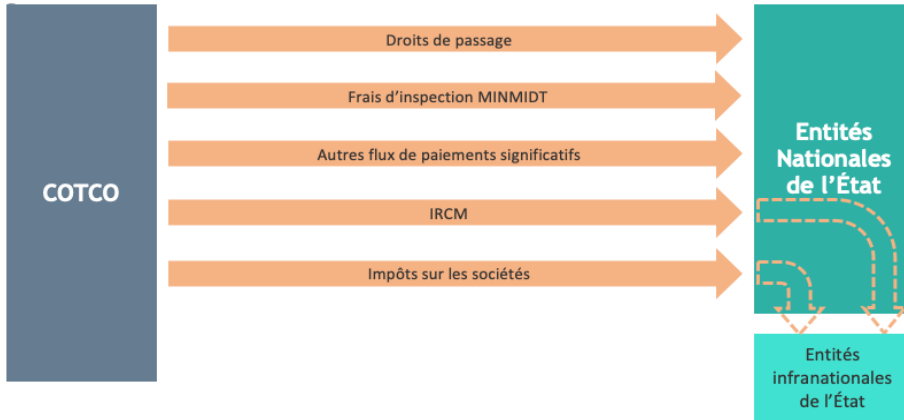 COTCO
Droits de passage
Frais d'inspection MINMIDT
Autres flux de paiements significatifs
IRCM
Impôts sur les sociétés
Entités
Nationales
de l'État
Entités
infranationales
de l'État